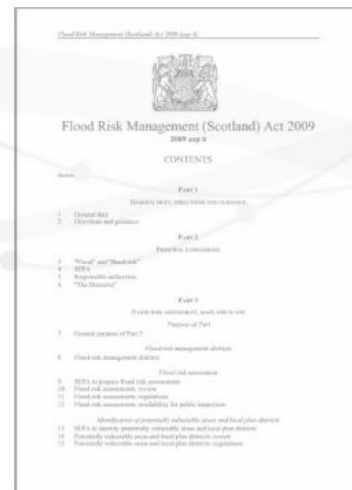 Flood Risk Management (Scotland) Act 2009 (asp 6)
Flood Risk Management (Scotland) Act 2009
2009 asp 6
CONTENTS
Section
PART 1
GENERAL DUTY, DIRECTIONS AND GUIDANCE
1 General duty
2 Directions and guidance
PART 2
PRINCIPAL EXPRESSIONS
3 "Flood" and "flood risk"
4 SEPA
5 Responsible authorities
6 "The Directive"
PART 3
FLOOD RISK ASSESSMENT, MAPS AND PLANS
Purpose of Part
7 General purpose of Part 3
Flood risk management districts
8 Flood risk management districts
Flood risk assessment
9 SEPA to prepare flood risk assessments
10 Flood risk assessments: review
11 Flood risk assessments: regulations
12 Flood risk assessments: availability for public inspection
Identification of potentially vulnerable areas and local plan districts
13 SEPA to identify potentially vulnerable areas and local plan districts
14 Potentially vulnerable areas and local plan districts: review
15 Potentially vulnerable areas and local plan districts: regulations